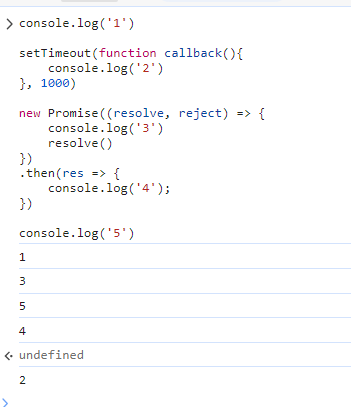 console.log('1')
setTimeout(function callback(){
    console.log('2')
}, 1000)
new Promise((resolve, reject) => {
    console.log('3')
    resolve()
})
.then(res => {
    console.log('4');
})
console.log('5')
1
3
5
4
undefined
2